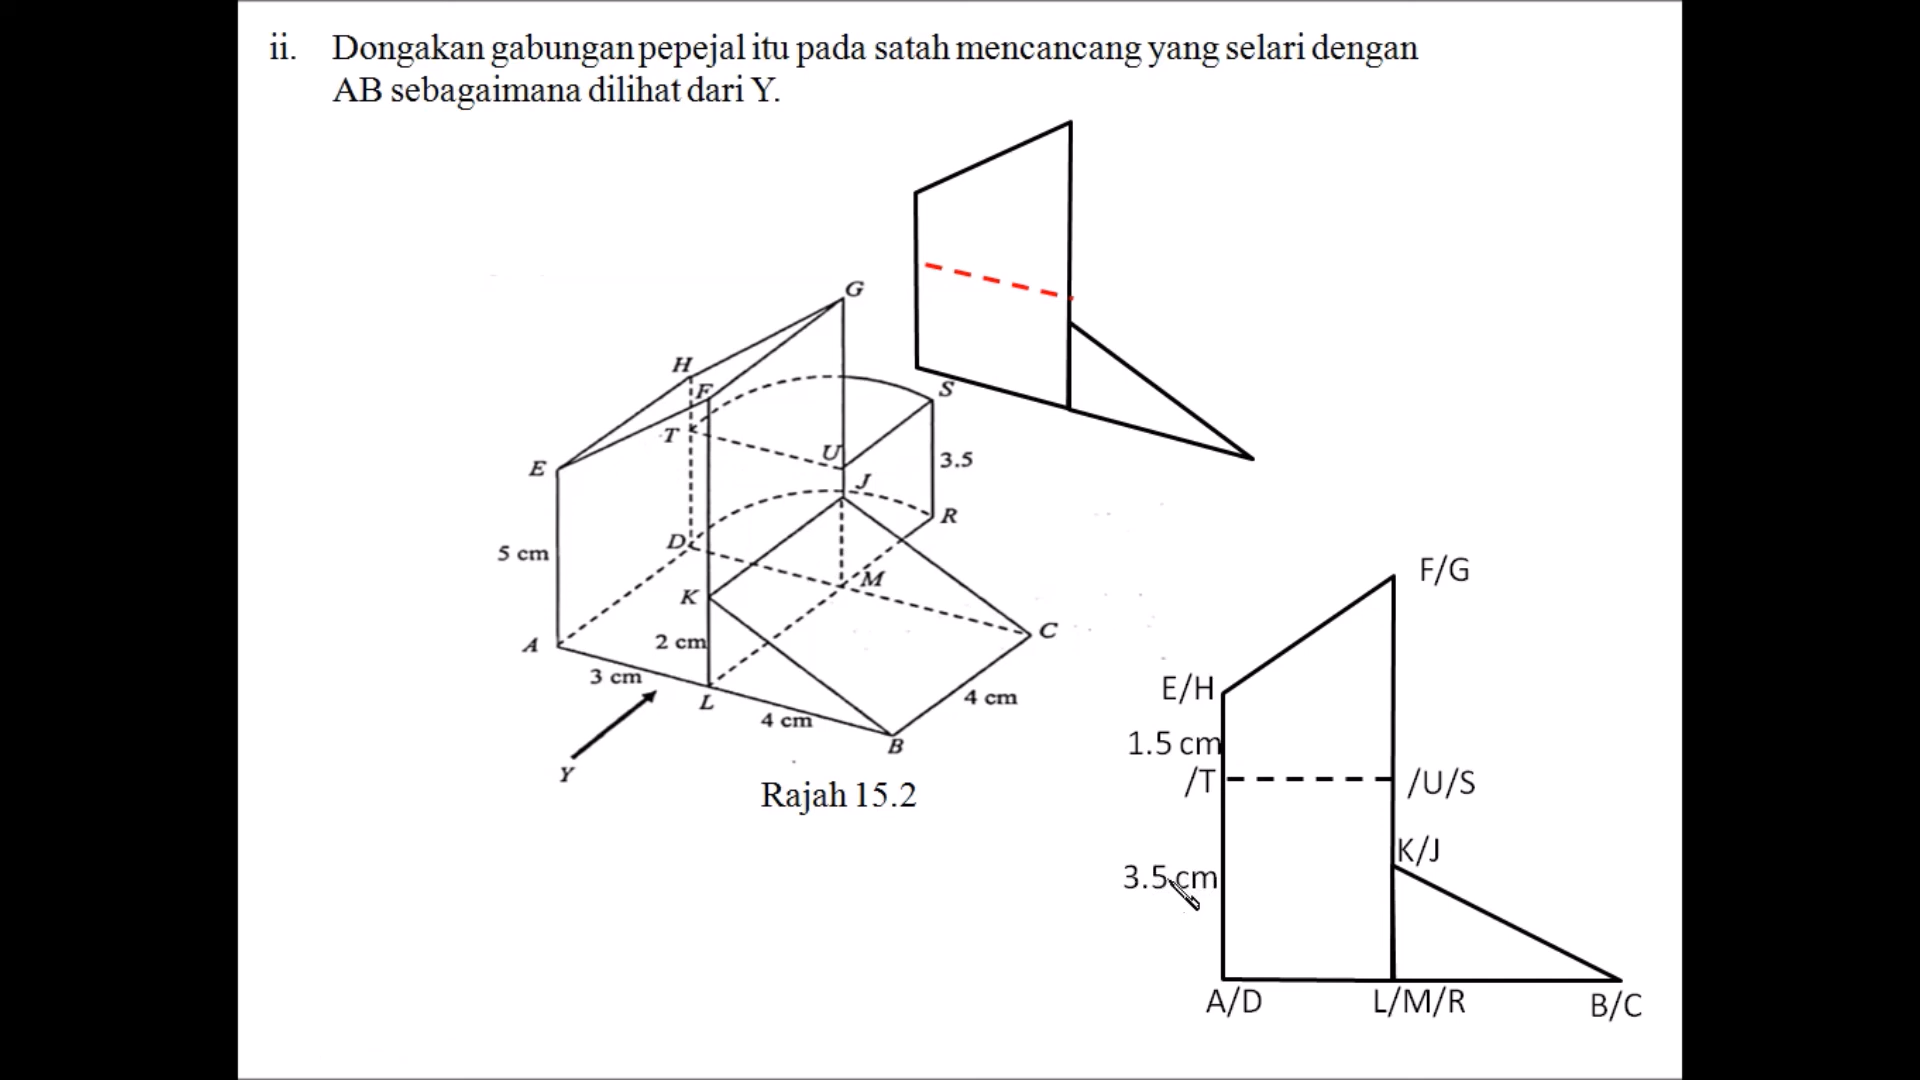 ii. Dongakan gabungan pepejal itu pada satah mencancang yang selari dengan
AB sebagaimana dilihat dari Y.
G
H
F
S
T
U
3.5
E
J
R
5 cm
D
M
K
C
A
2 cm
3 cm
L
4 cm
4 cm
B
Y
Rajah 15.2
F/G
E/H
1.5 cm
/T
/U/S
K/J
3.5 cm
A/D
L/M/R
B/C